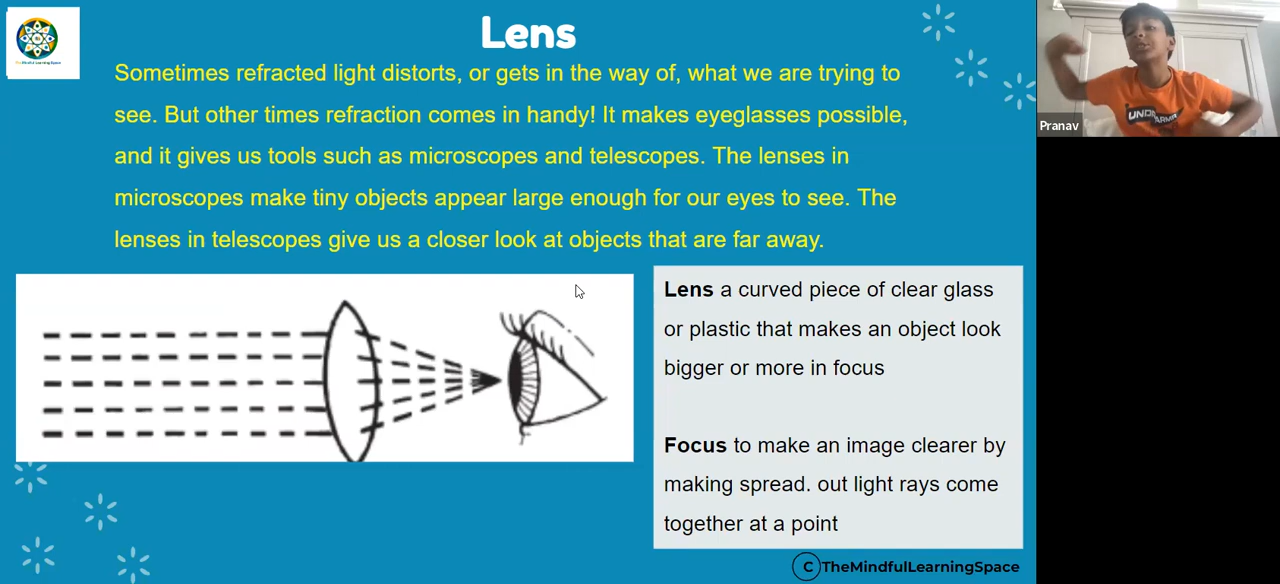 Lens
Sometimes refracted light distorts, or gets in the way of, what we are trying to
see. But other times refraction comes in handy! It makes eyeglasses possible,
and it gives us tools such as microscopes and telescopes. The lenses in
microscopes make tiny objects appear large enough for our eyes to see. The
lenses in telescopes give us a closer look at objects that are far away.
Lens a curved piece of clear glass
or plastic that makes an object look
bigger or more in focus
Focus to make an image clearer by
making spread. out light rays come
together at a point
C TheMindfulLearningSpace
Pranav
UNDER
ARMOUR